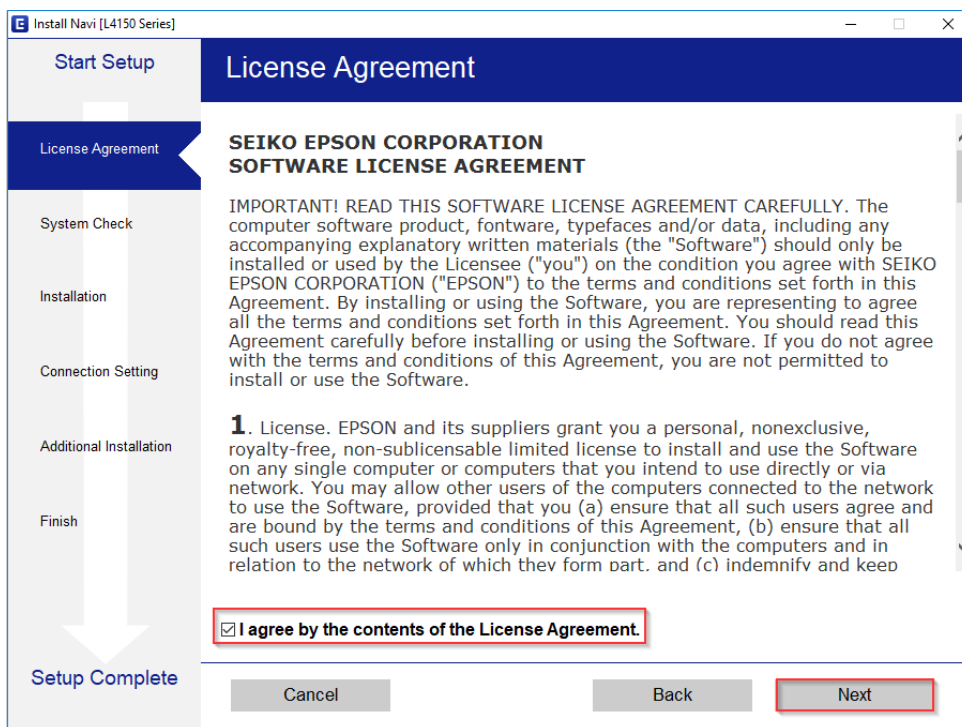 Install Navi [L4150 Series]
Start Setup
License Agreement
System Check
Installation
Connection Setting
Additional Installation
Finish
Setup Complete
License Agreement
SEIKO EPSON CORPORATION
SOFTWARE LICENSE AGREEMENT
IMPORTANT! READ THIS SOFTWARE LICENSE AGREEMENT CAREFULLY. The
computer software product, fontware, typefaces and/or data, including any
accompanying explanatory written materials (the "Software") should only be
installed or used by the Licensee ("you") on the condition you agree with SEIKO
EPSON CORPORATION ("EPSON") to the terms and conditions set forth in this
Agreement. By installing or using the Software, you are representing to agree
all the terms and conditions set forth in this Agreement. You should read this
Agreement carefully before installing or using the Software. If you do not agree
with the terms and conditions of this Agreement, you are not permitted to
install or use the Software.
1. License. EPSON and its suppliers grant you a personal, nonexclusive,
royalty-free, non-sublicensable limited license to install and use the Software
on any single computer or computers that you intend to use directly or via
network. You may allow other users of the computers connected to the network
to use the Software, provided that you (a) ensure that all such users agree and
are bound by the terms and conditions of this Agreement, (b) ensure that all
such users use the Software only in conjunction with the computers and in
relation to the network of which they form part, and (c) indemnify and keep
I agree by the contents of the License Agreement.
Cancel
Back
Next